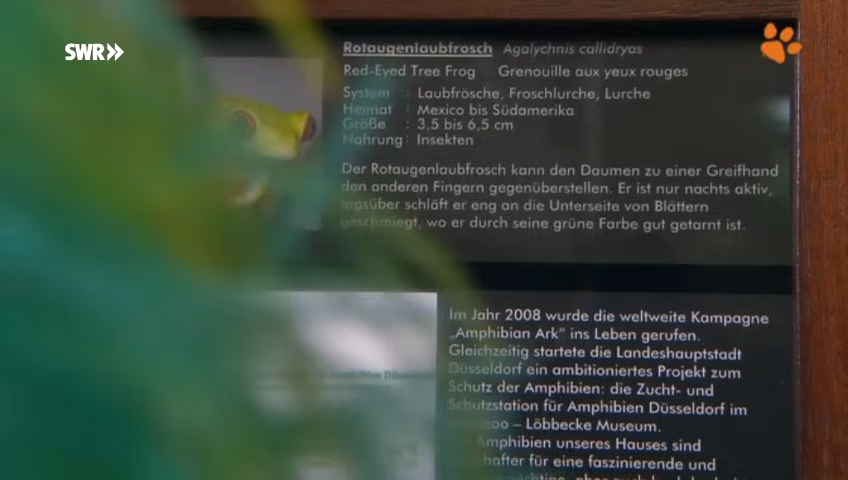 SWR
Rotaugenlaubfrosch Agalychnis callidryas
Red-Eyed Tree Frog Grenouille aux yeux rouges
System : Laubfrösche, Froschlurche, Lurche
Heimat : Mexico bis Südamerika
Größe : 3,5 bis 6,5 cm
Nahrung : Insekten
Der Rotaugenlaubfrosch kann den Daumen zu einer Greifhand
den anderen Fingern gegenüberstellen. Er ist nur nachts aktiv,
tagsüber schläft er eng an die Unterseite von Blättern
geschmiegt, wo er durch seine grüne Farbe gut getarnt ist.
Im Jahr 2008 wurde die weltweite Kampagne
„Amphibian Ark“ ins Leben gerufen.
Gleichzeitig startete die Landeshauptstadt
Düsseldorf ein ambitioniertes Projekt zum
Schutz der Amphibien: die Zucht- und
Schutzstation für Amphibien Düsseldorf im
zoo – Löbbecke Museum.
Amphibien unseres Hauses sind
für eine faszinierende und